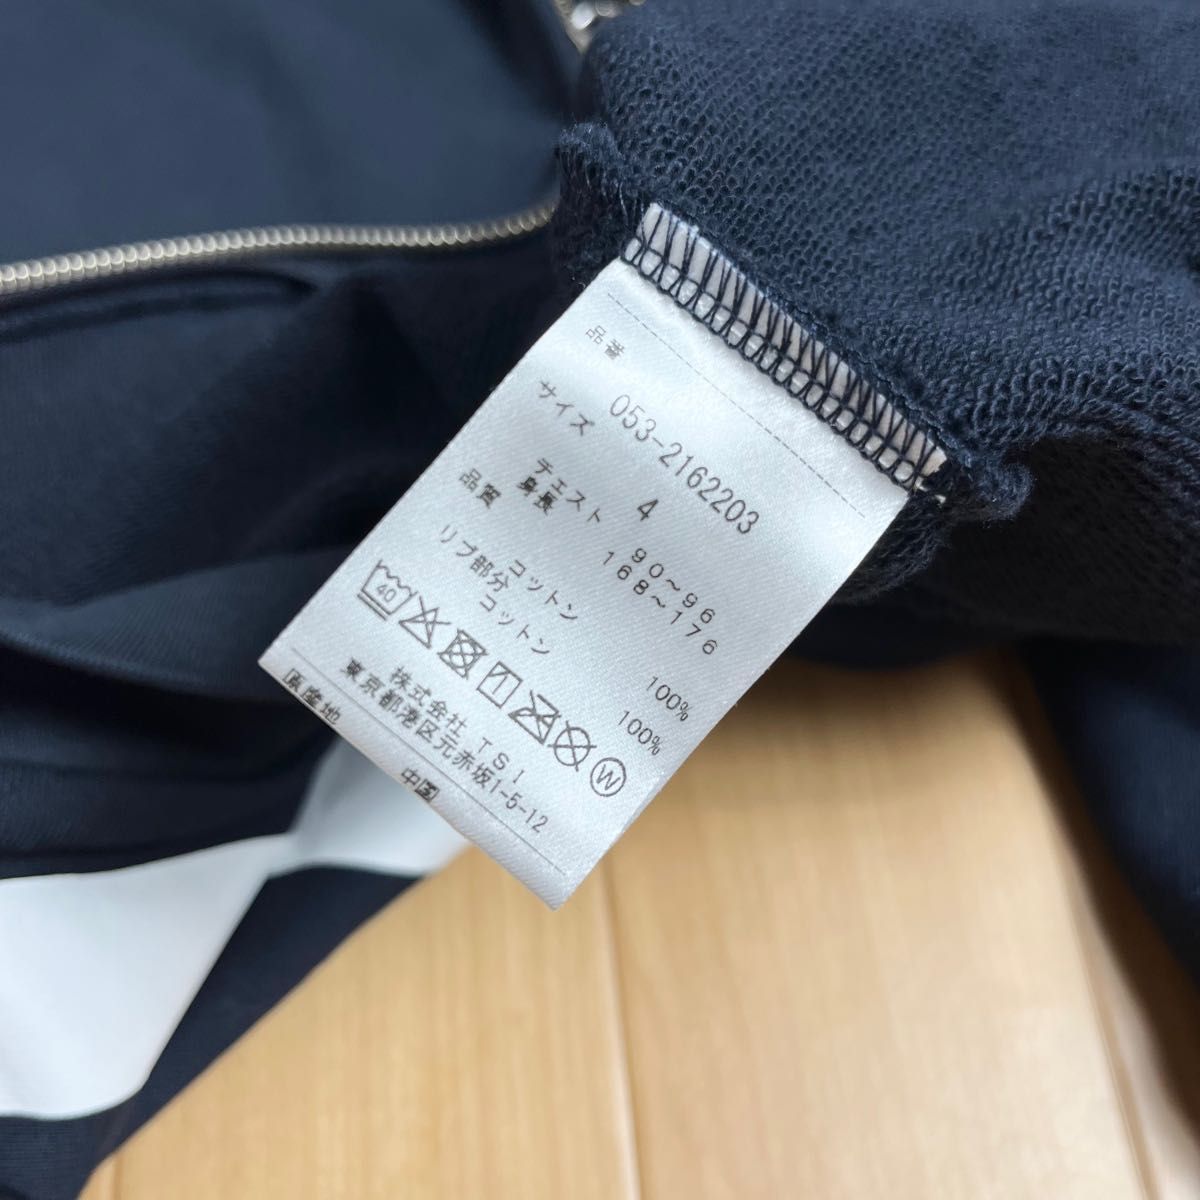 品番
053-2162203
サイズ
4
チェスト 90～96
身長 168～176
品質
コットン 100%
リブ部分
コットン 100%
40
W
株式会社 TSI
東京都港区元赤坂1-5-12
原産地 中国